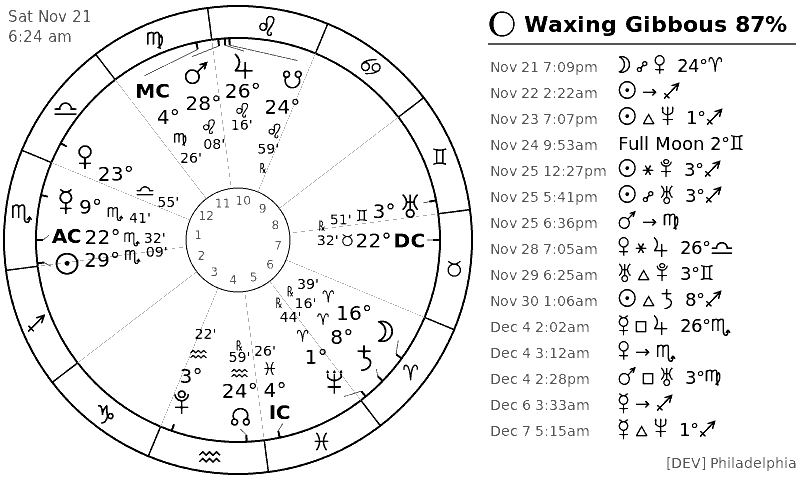 Sat Nov 21
6:24 am
Waxing Gibbous 87%
Nov 21 7:09pm ☽ ☍ ♀ 24°♈
Nov 22 2:22am ☉ → ♐
Nov 23 7:07pm ☉ △ ♆ 1°♐
Nov 24 9:53am Full Moon 2°♊
Nov 25 12:27pm ☉ ⚹ ⯓ 3°♐
Nov 25 5:41pm ☉ ☍ ♅ 3°♐
Nov 25 6:36pm ♂ → ♍
Nov 28 7:05am ♀ ⚹ ♃ 26°♎
Nov 29 6:25am ♅ △ ⯓ 3°♊
Nov 30 1:06am ☉ △ ♄ 8°♐
Dec 4 2:02am ☿ □ ♃ 26°♏
Dec 4 3:12am ♀ → ♏
Dec 4 2:28pm ♂ □ ♅ 3°♍
Dec 6 3:33am ☿ → ♐
Dec 7 5:15am ☿ △ ♆ 1°♐
[DEV] Philadelphia
♌
♍
♋
♎
♊
♏
♉
♐
♈
♑
♒
♓
MC 4° ♍ 26'
♂ 28° ♌ 08'
♃ 26° ♌ 16'
☋ 24° ♌ 59' ℞
♀ 23° ♎ 55'
☿ 9° ♏ 41'
AC 22° ♏ 32'
☉ 29° ♏ 09'
℞ 51' ♊ 3° ♅
32' ♉ 22° DC
℞ 39' ♈ 16° ☽
℞ 16' ♈ 8° ♄
44' ♈ 1° ♆
22' ♒ 3° ⯓
℞ 59' ♒ 24° ☊
26' ♓ 4° IC
1
2
3
4
5
6
7
8
9
10
11
12